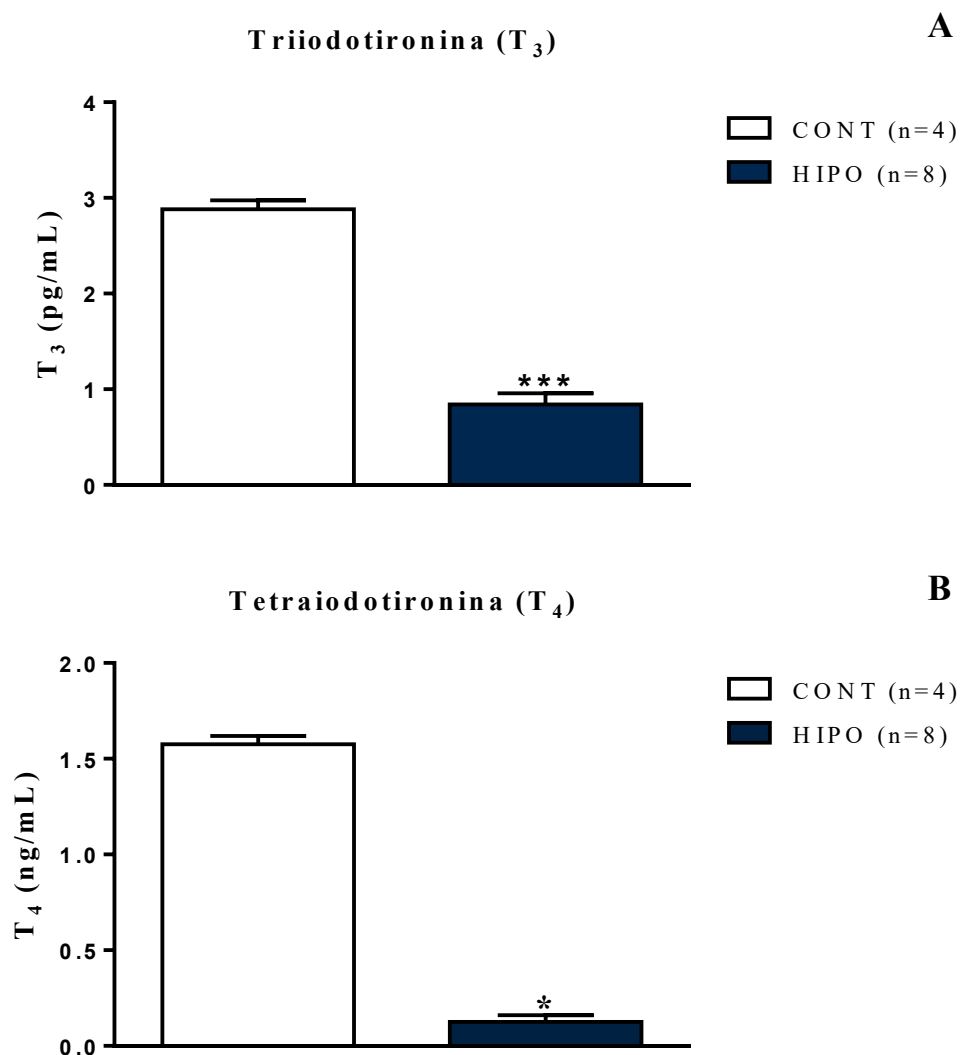 A
Triiodotironina (T3)
4
3
2
1
0
T3 (pg/mL)
***
CONT (n=4)
HIPO (n=8)
B
Tetraiodotironina (T4)
2.0
1.5
1.0
0.5
0.0
T4 (ng/mL)
*
CONT (n=4)
HIPO (n=8)